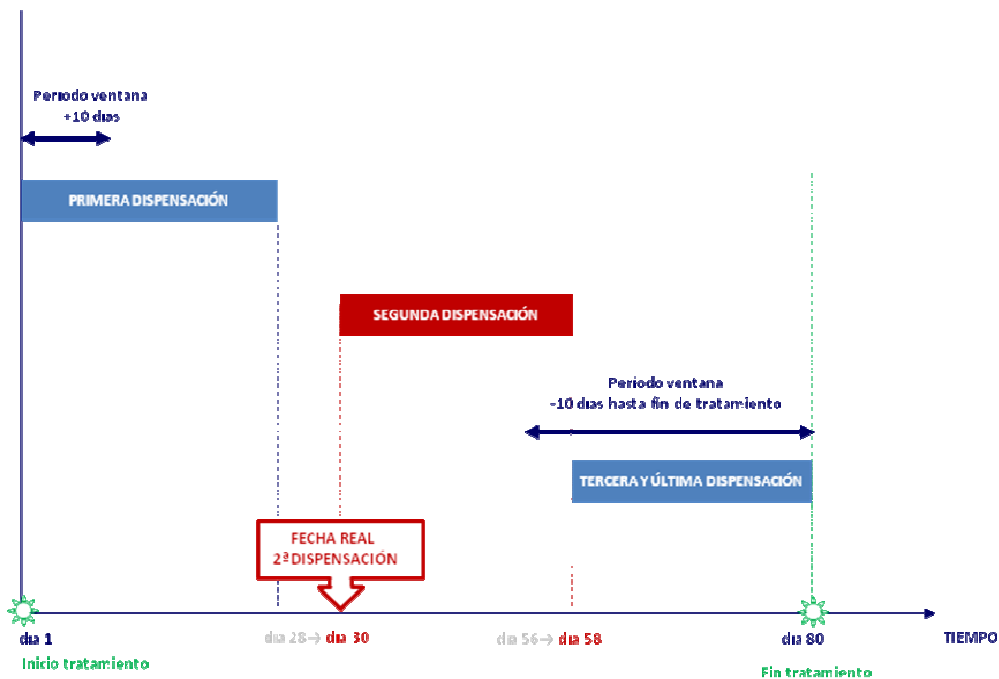 Periodo ventana
+10 dias
PRIMERA DISPENSACIÓN
SEGUNDA DISPENSACIÓN
Periodo ventana
-10 dias hasta fin de tratamiento
TERCERA Y ÚLTIMA DISPENSACIÓN
FECHA REAL
2ª DISPENSACIÓN
dia 1
dia 28→ dia 30
dia 56→ dia 58
dia 80
TIEMPO
Inicio tratamiento
Fin tratamiento